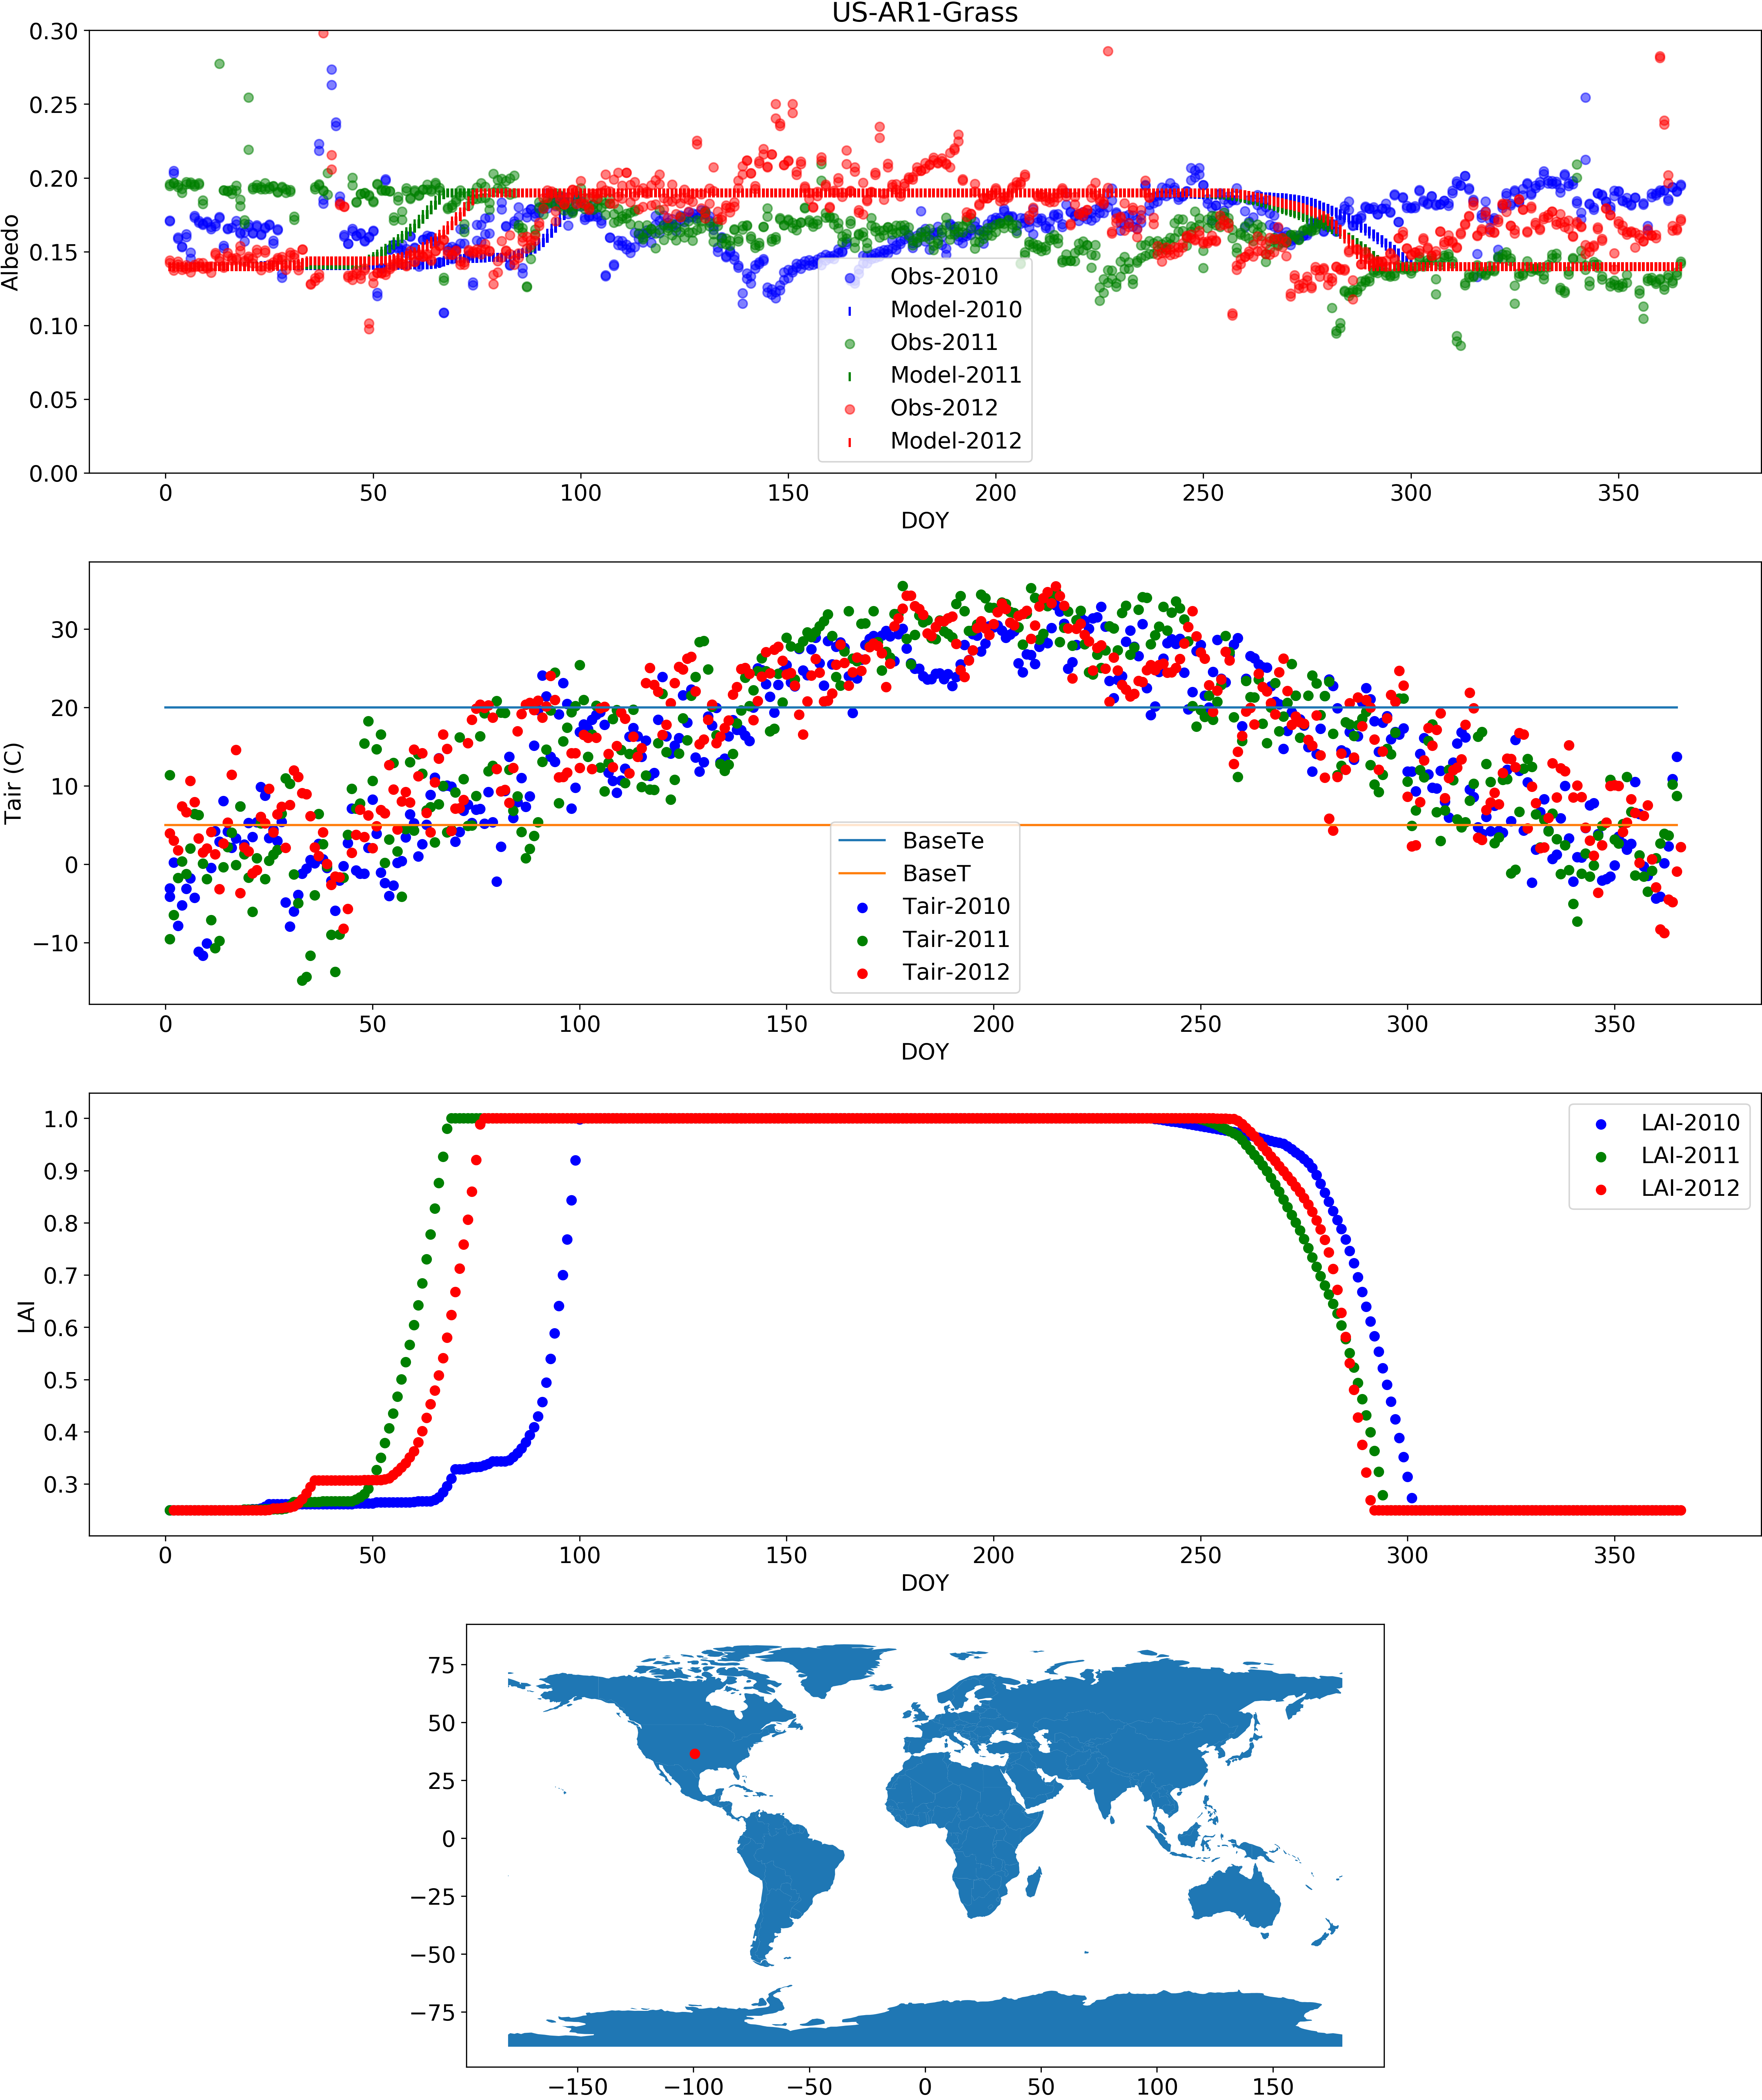 US-AR1-Grass
0.30
0.25
0.20
0.15
0.10
0.05
0.00
Albedo
Obs-2010
Model-2010
Obs-2011
Model-2011
Obs-2012
Model-2012
0 50 100 150 200 250 300 350
DOY
30
20
10
0
−10
Tair (C)
BaseTe
BaseT
Tair-2010
Tair-2011
Tair-2012
0 50 100 150 200 250 300 350
DOY
1.0
0.9
0.8
0.7
0.6
0.5
0.4
0.3
LAI
LAI-2010
LAI-2011
LAI-2012
0 50 100 150 200 250 300 350
DOY
75
50
25
0
−25
−50
−75
−150 −100 −50 0 50 100 150